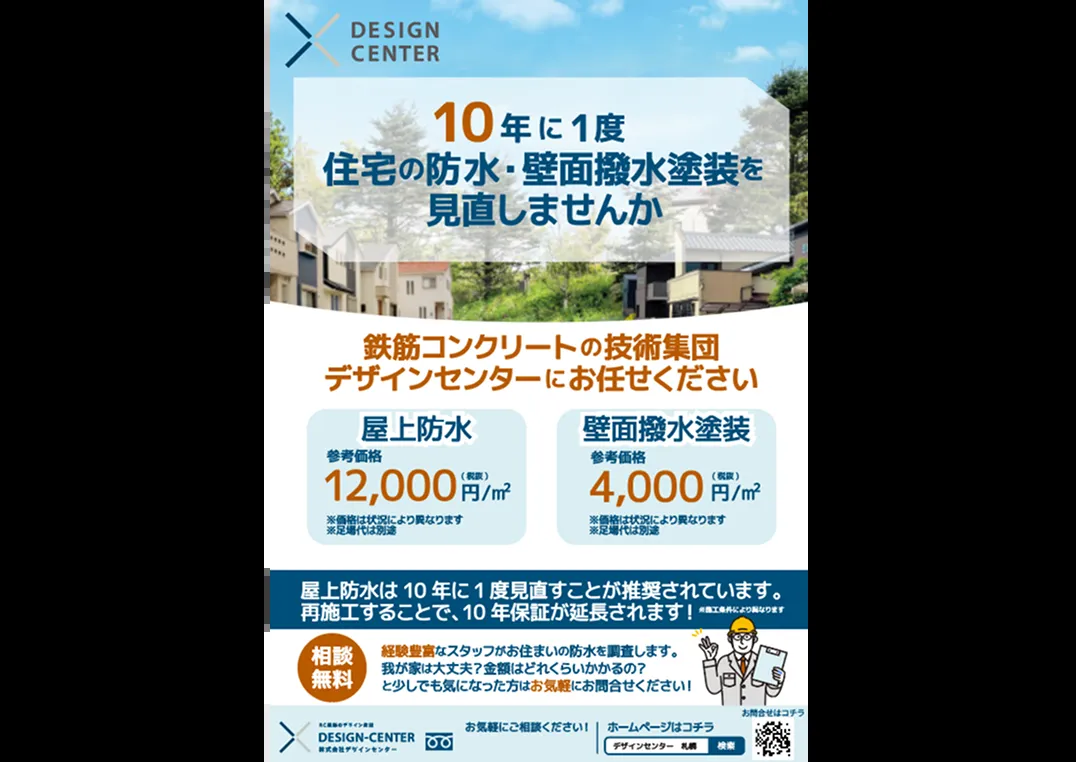 DESIGN
CENTER
10年に1度
住宅の防水・壁面撥水塗装を
見直しませんか
鉄筋コンクリートの技術集団
デザインセンターにお任せください
屋上防水
参考価格
12,000円/㎡(税抜)
※価格は状況により異なります
※足場代は別途
壁面撥水塗装
参考価格
4,000円/㎡(税抜)
※価格は状況により異なります
※足場代は別途
屋上防水は10年に1度見直すことが推奨されています。
再施工することで、10年保証が延長されます!※施工条件により異なります
相談
無料
経験豊富なスタッフがお住まいの防水を調査します。
我が家は大丈夫?金額はどれくらいかかるの?
と少しでも気になった方はお気軽にお問合せください!
RC建築のデザイン会社
DESIGN-CENTER
株式会社デザインセンター
お気軽にご相談ください!
ホームページはコチラ
デザインセンター 札幌 検索
お問合せはコチラ